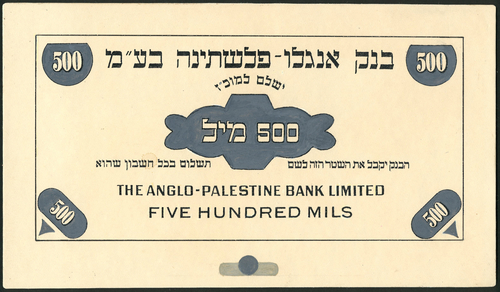 500 בנק אנגלו-פלשתינה בע"מ 500
ישלם למוכ"ז
500 מיל
הבנק יקבל את השטר הזה לשם תשלום בכל חשבון שהוא
THE ANGLO-PALESTINE BANK LIMITED
500 FIVE HUNDRED MILS 500